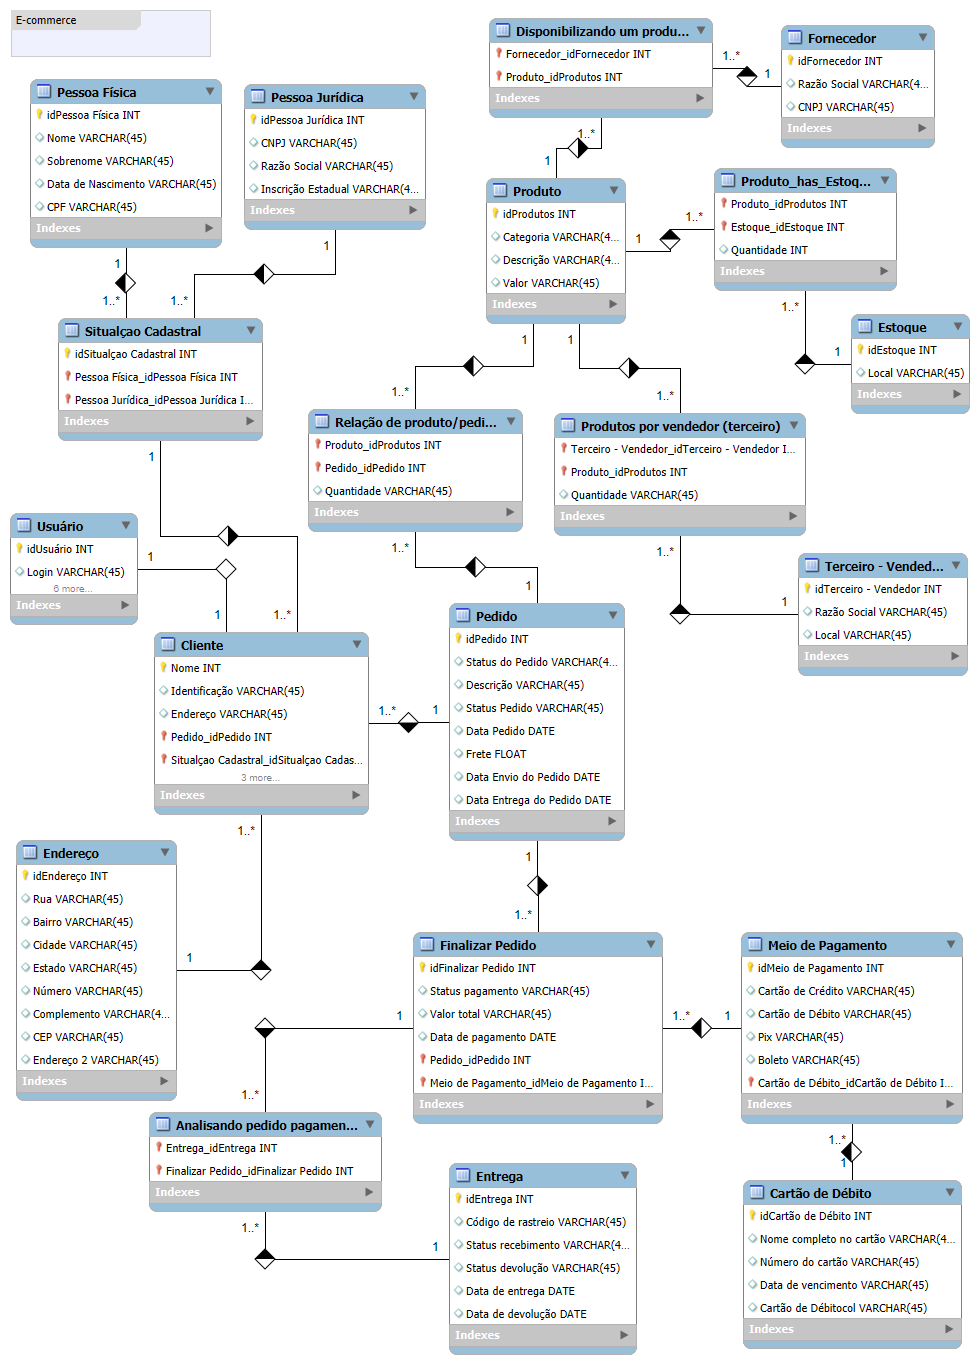 E-commerce
Disponibilizando um produ...
Fornecedor_idFornecedor INT
Produto_idProdutos INT
Indexes
1..*
1
Fornecedor
idFornecedor INT
Razão Social VARCHAR(4...
CNPJ VARCHAR(45)
Indexes
Pessoa Física
idPessoa Física INT
Nome VARCHAR(45)
Sobrenome VARCHAR(45)
Data de Nascimento VARCHAR(45)
CPF VARCHAR(45)
Indexes
1
1..*
Pessoa Jurídica
idPessoa Jurídica INT
CNPJ VARCHAR(45)
Razão Social VARCHAR(45)
Inscrição Estadual VARCHAR(4...
Indexes
1
1..*
1..*
1
Produto
idProdutos INT
Categoria VARCHAR(4...
Descrição VARCHAR(4...
Valor VARCHAR(45)
Indexes
1
1..*
Produto_has_Estoq...
Produto_idProdutos INT
Estoque_idEstoque INT
Quantidade INT
Indexes
1..*
1
Estoque
idEstoque INT
Local VARCHAR(45)
Indexes
Situalçao Cadastral
idSitualçao Cadastral INT
Pessoa Física_idPessoa Física INT
Pessoa Jurídica_idPessoa Jurídica I...
Indexes
1
1..*
1
1..*
1
1..*
Relação de produto/pedi...
Produto_idProdutos INT
Pedido_idPedido INT
Quantidade VARCHAR(45)
Indexes
1..*
1
Produtos por vendedor (terceiro)
Terceiro - Vendedor_idTerceiro - Vendedor I...
Produto_idProdutos INT
Quantidade VARCHAR(45)
Indexes
1..*
1
Terceiro - Vended...
idTerceiro - Vendedor INT
Razão Social VARCHAR(45)
Local VARCHAR(45)
Indexes
Usuário
idUsuário INT
Login VARCHAR(45)
6 more...
Indexes
1
1
Cliente
Nome INT
Identificação VARCHAR(45)
Endereço VARCHAR(45)
Pedido_idPedido INT
Situalçao Cadastral_idSitualçao Cadas...
3 more...
Indexes
1..*
1
Pedido
idPedido INT
Status do Pedido VARCHAR(4...
Descrição VARCHAR(45)
Status Pedido VARCHAR(45)
Data Pedido DATE
Frete FLOAT
Data Envio do Pedido DATE
Data Entrega do Pedido DATE
Indexes
1
1..*
1..*
1
Endereço
idEndereço INT
Rua VARCHAR(45)
Bairro VARCHAR(45)
Cidade VARCHAR(45)
Estado VARCHAR(45)
Número VARCHAR(45)
Complemento VARCHAR(4...
CEP VARCHAR(45)
Endereço 2 VARCHAR(45)
Indexes
Finalizar Pedido
idFinalizar Pedido INT
Status pagamento VARCHAR(45)
Valor total VARCHAR(45)
Data de pagamento DATE
Pedido_idPedido INT
Meio de Pagamento_idMeio de Pagamento I...
Indexes
1..*
1
Meio de Pagamento
idMeio de Pagamento INT
Cartão de Crédito VARCHAR(45)
Cartão de Débito VARCHAR(45)
Pix VARCHAR(45)
Boleto VARCHAR(45)
Cartão de Débito_idCartão de Débito I...
Indexes
1..*
1
1
1..*
Analisando pedido pagamen...
Entrega_idEntrega INT
Finalizar Pedido_idFinalizar Pedido INT
Indexes
1..*
1
Entrega
idEntrega INT
Código de rastreio VARCHAR(45)
Status recebimento VARCHAR(4...
Status devolução VARCHAR(45)
Data de entrega DATE
Data de devolução DATE
Indexes
Cartão de Débito
idCartão de Débito INT
Nome completo no cartão VARCHAR(4...
Número do cartão VARCHAR(45)
Data de vencimento VARCHAR(45)
Cartão de Débitocol VARCHAR(45)
Indexes